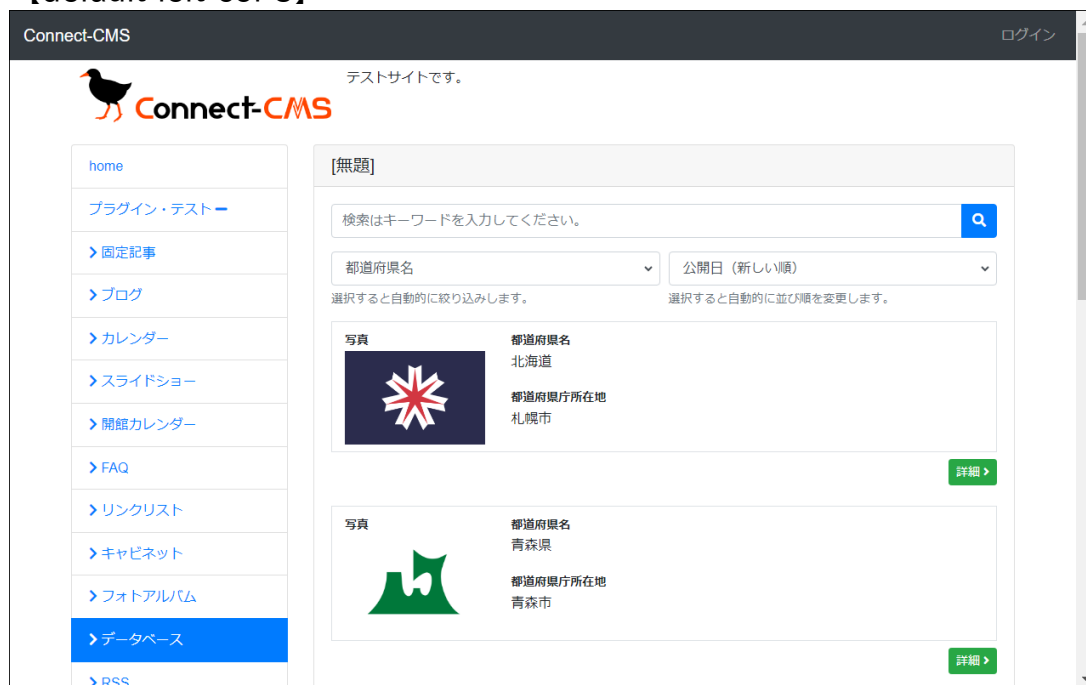 Connect-CMS
ログイン
テストサイトです。
Connect-CMS
home
プラグイン・テスト
固定記事
ブログ
カレンダー
スライドショー
開館カレンダー
FAQ
リンクリスト
キャビネット
フォトアルバム
データベース
RSS
[無題]
検索はキーワードを入力してください。
都道府県名
公開日（新しい順）
選択すると自動的に絞り込みします。
選択すると自動的に並び順を変更します。
写真
都道府県名
北海道
都道府県庁所在地
札幌市
詳細
写真
都道府県名
青森県
都道府県庁所在地
青森市
詳細